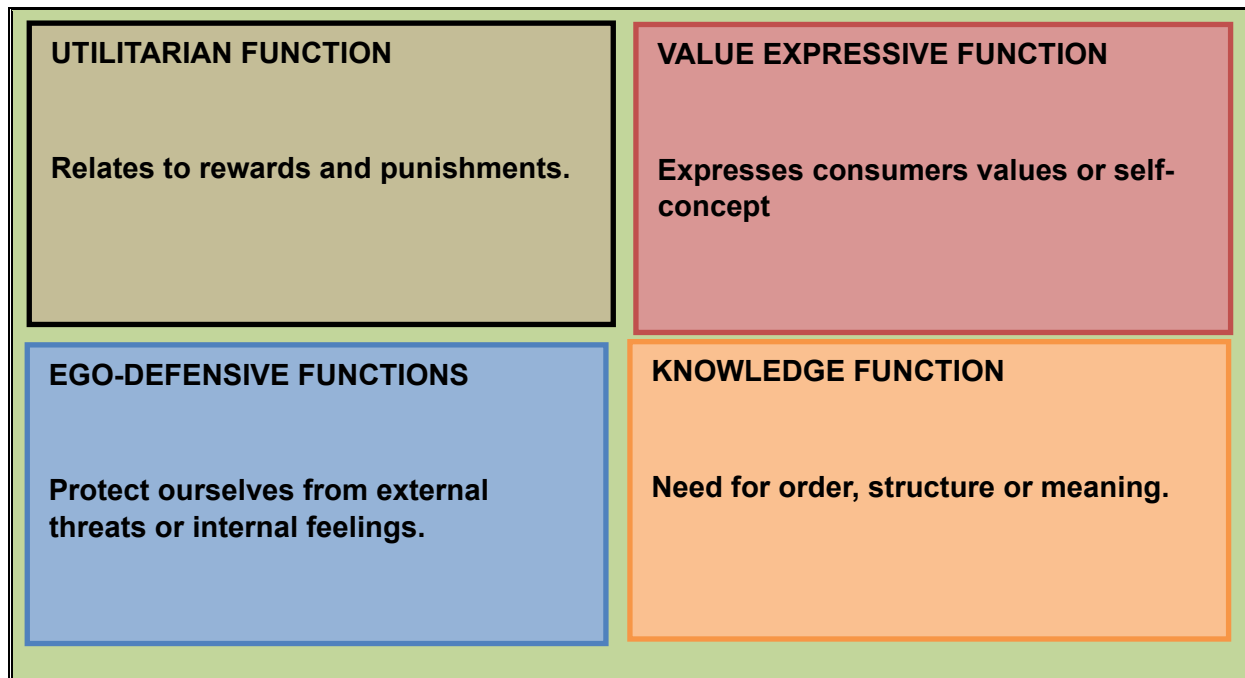 UTILITARIAN FUNCTION
Relates to rewards and punishments.
VALUE EXPRESSIVE FUNCTION
Expresses consumers values or self-
concept
EGO-DEFENSIVE FUNCTIONS
Protect ourselves from external
threats or internal feelings.
KNOWLEDGE FUNCTION
Need for order, structure or meaning.